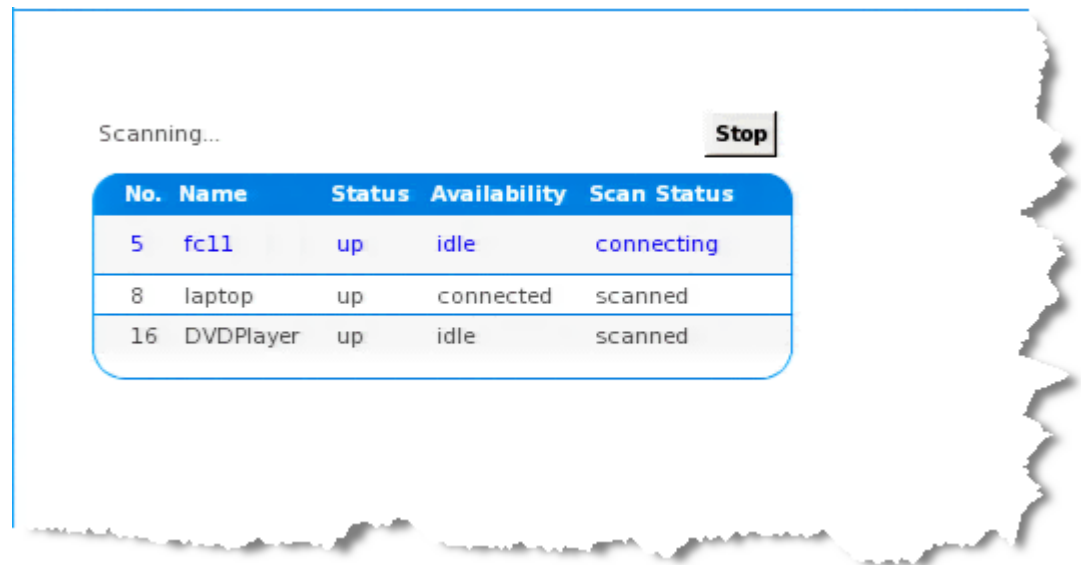 Scanning...
Stop
No. Name Status Availability Scan Status
5 fc11 up idle connecting
8 laptop up connected scanned
16 DVDPlayer up idle scanned